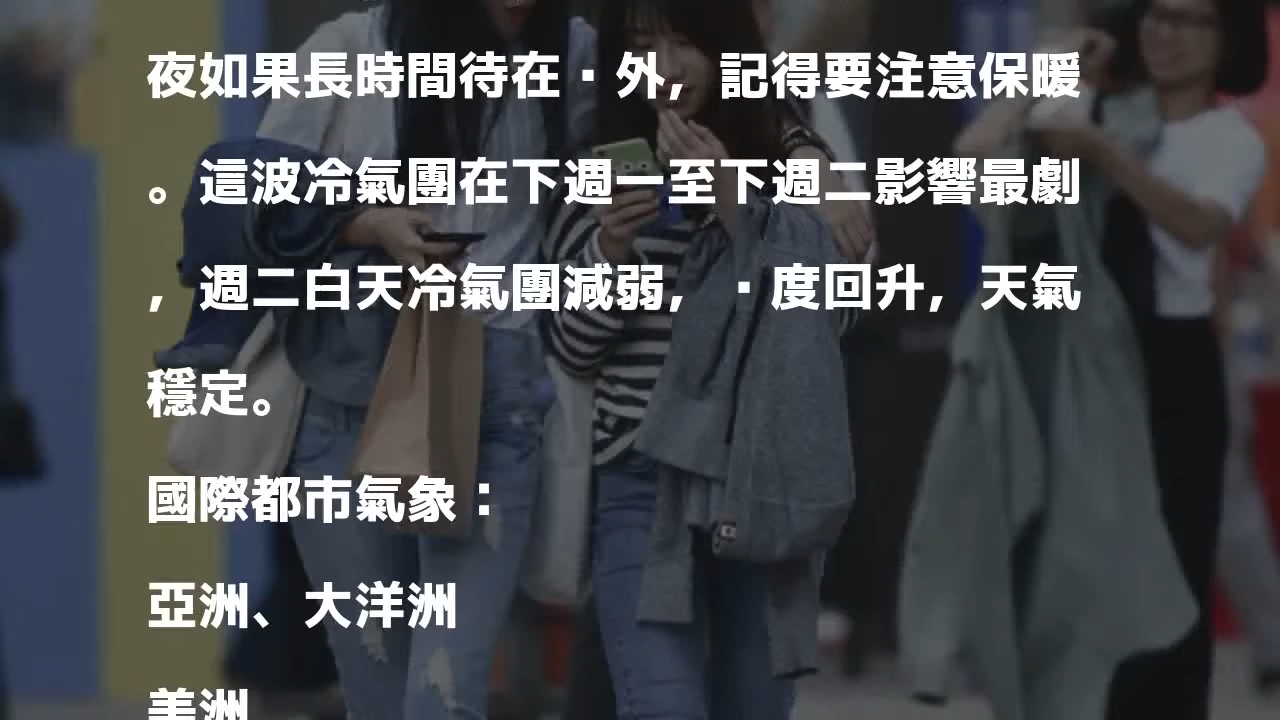 夜如果長時間待在▪外，記得要注意保暖
。這波冷氣團在下週一至下週二影響最劇
，週二白天冷氣團減弱，▪度回升，天氣
穩定。
國際都市氣象：
亞洲、大洋洲
美洲